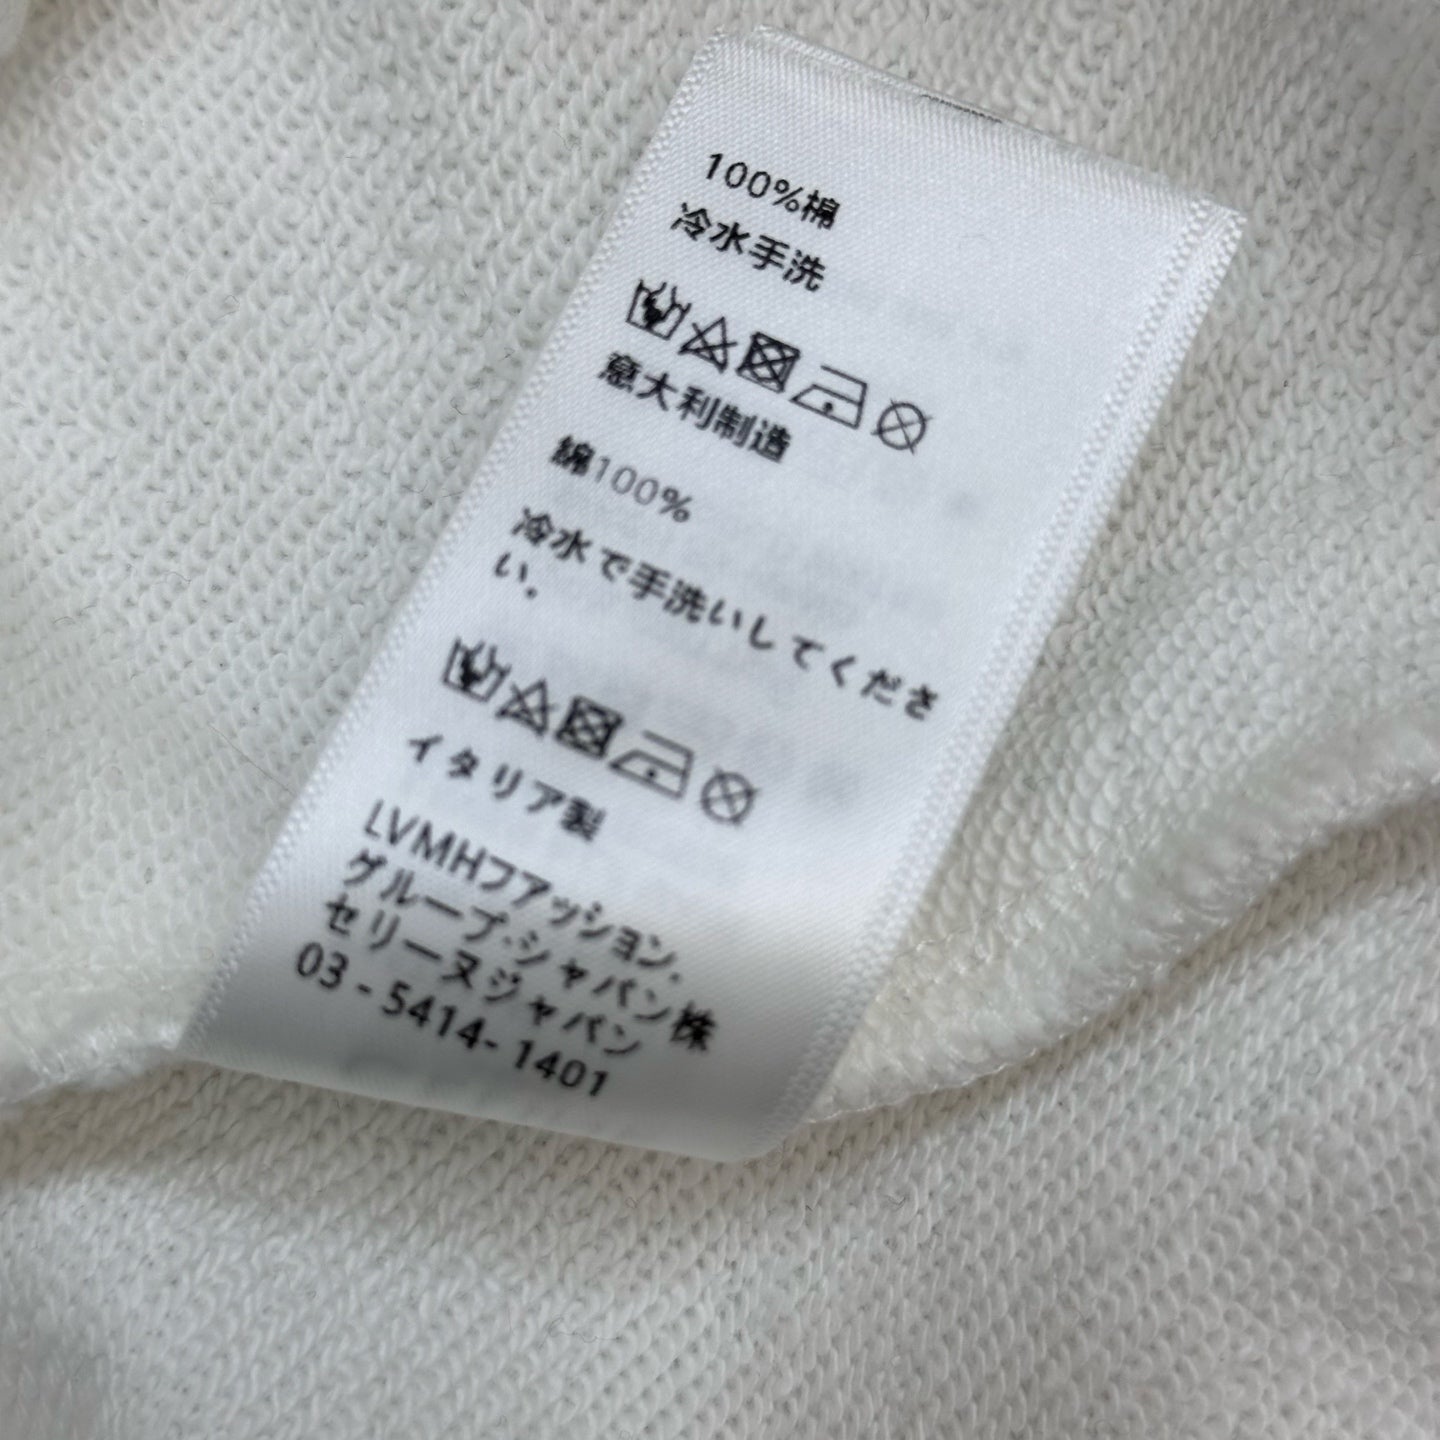 100%棉
冷水手洗
意大利制造
綿100%
冷水で手洗いしてくださ
い。
イタリア製
LVMHファッション.
グループ.ジャパン株
セリーヌジャパン
03-5414-1401